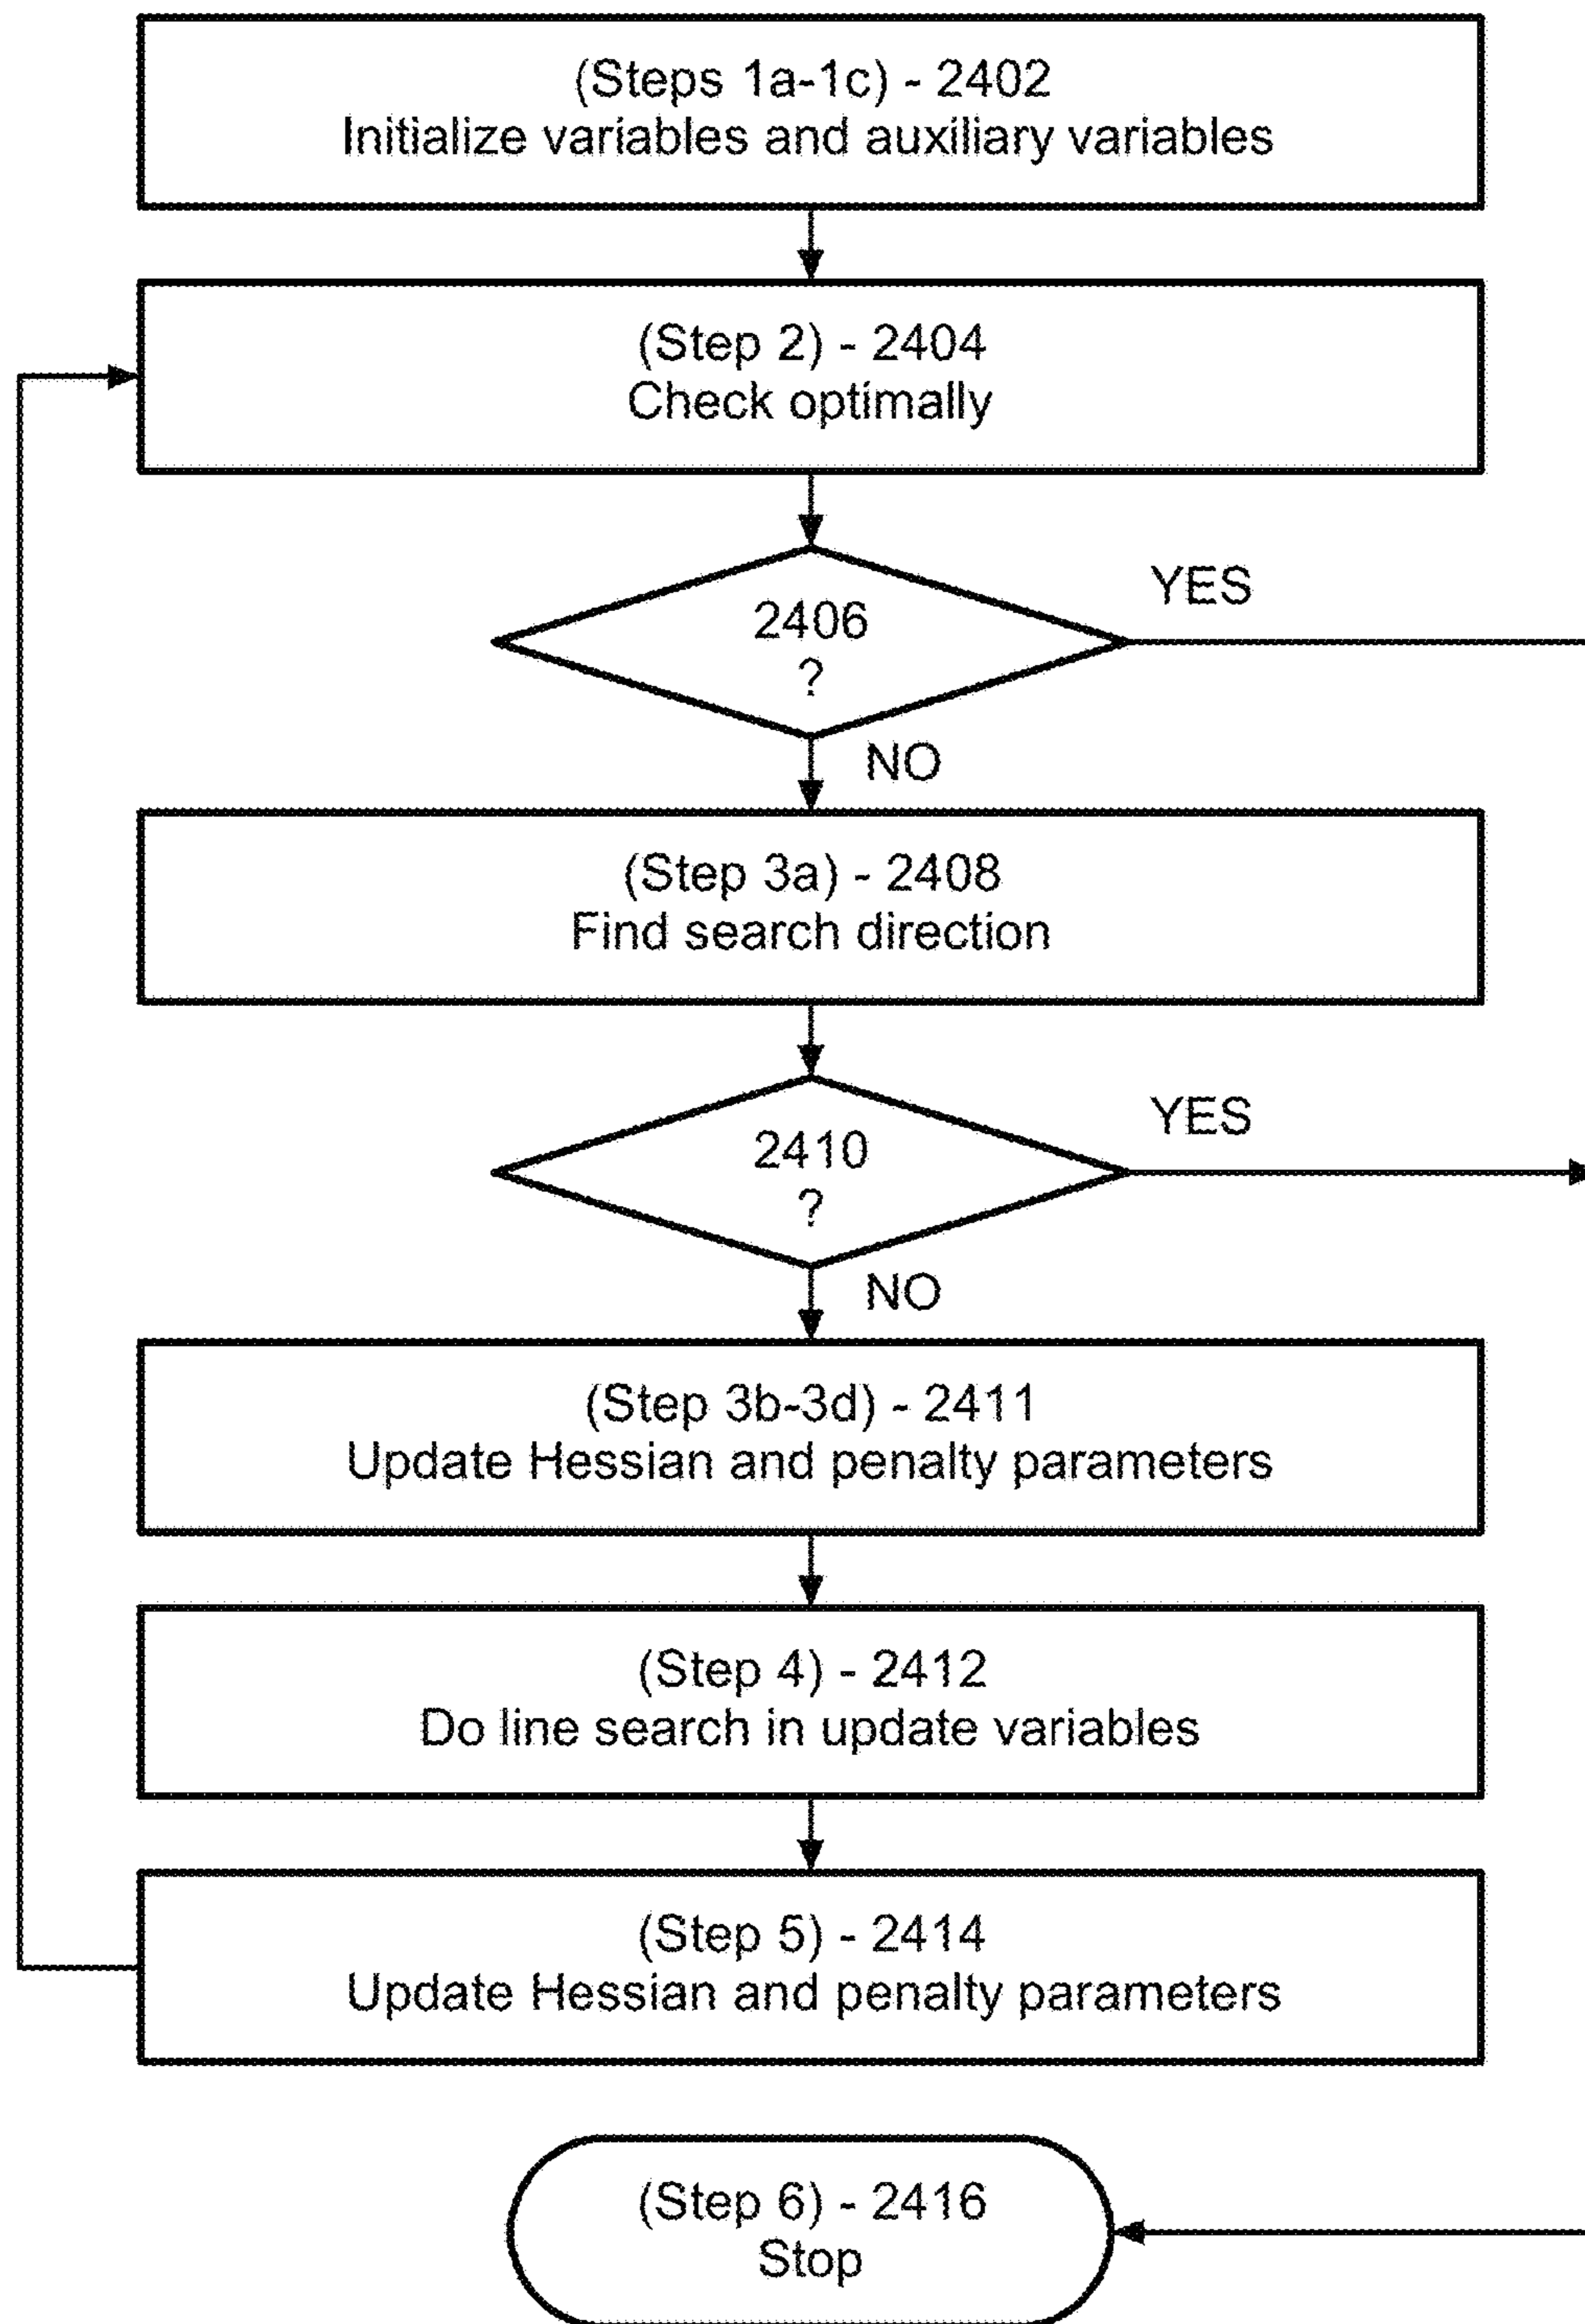 (Steps 1a-1c) - 2402
Initialize variables and auxiliary variables
(Step 2) - 2404
Check optimally
2406
?
YES
NO
(Step 3a) - 2408
Find search direction
2410
?
YES
NO
(Step 3b-3d) - 2411
Update Hessian and penalty parameters
(Step 4) - 2412
Do line search in update variables
(Step 5) - 2414
Update Hessian and penalty parameters
(Step 6) - 2416
Stop